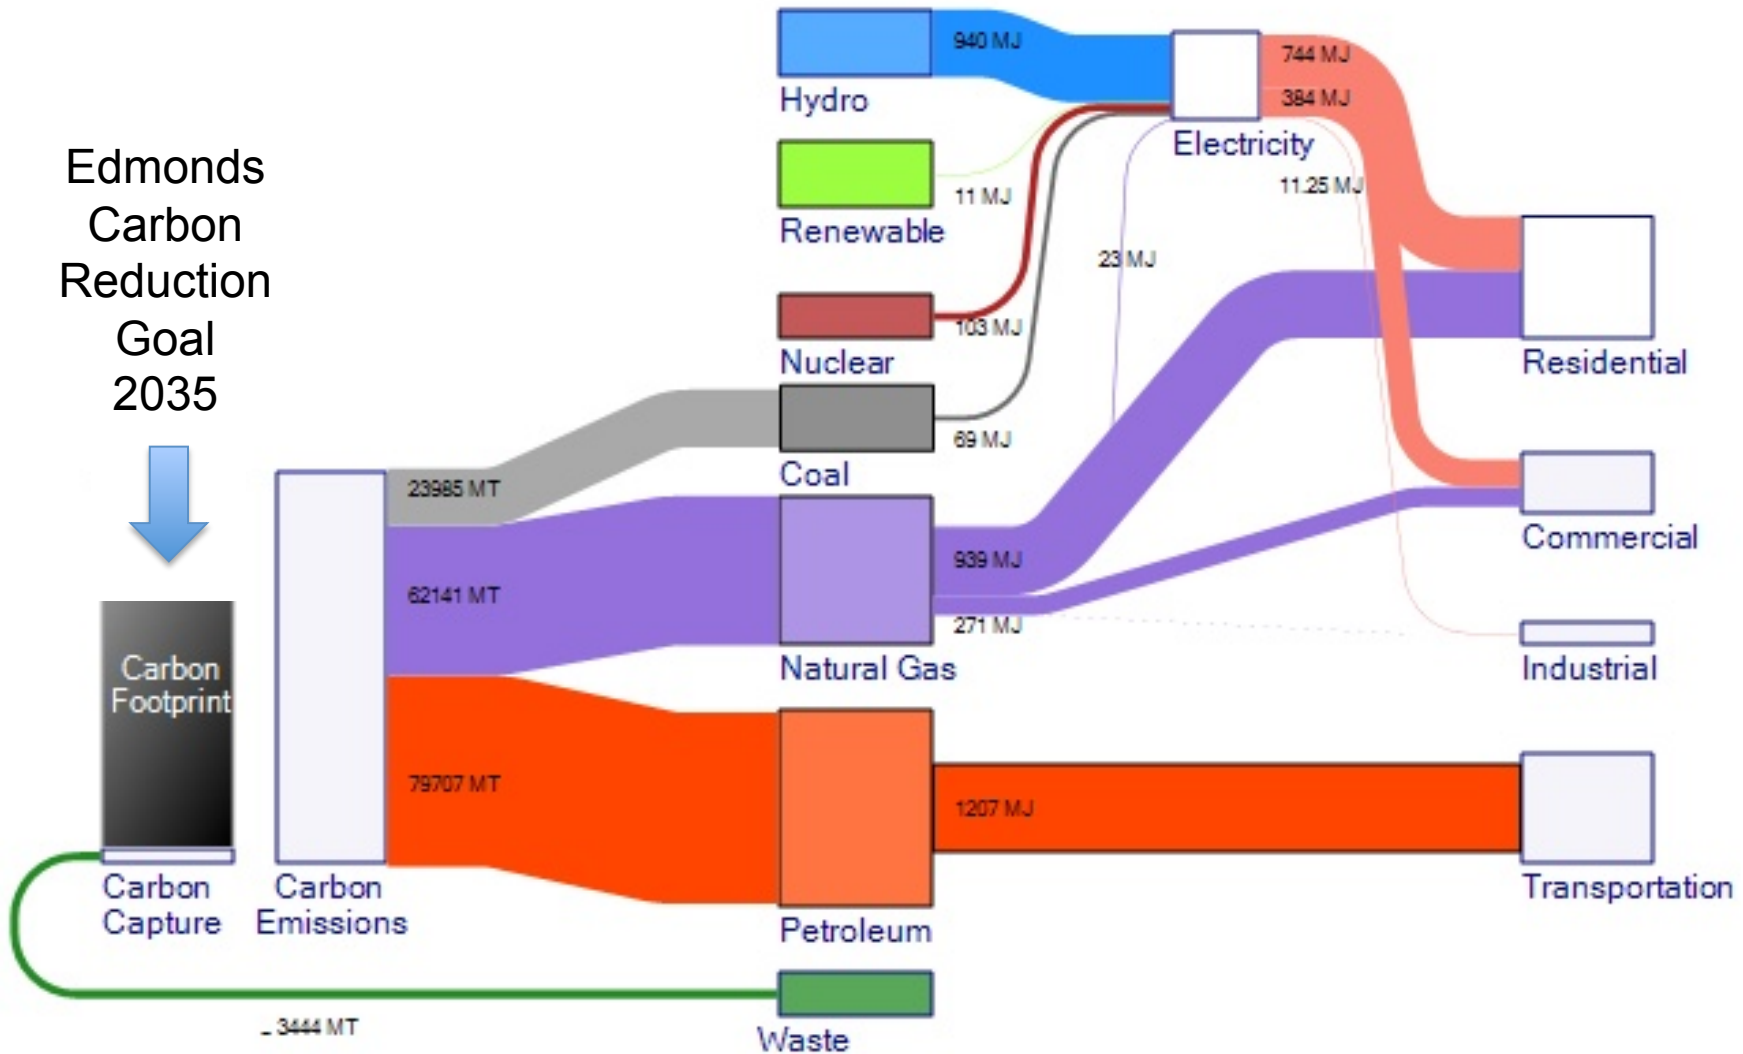 Edmonds
Carbon
Reduction
Goal
2035
Carbon
Footprint
Carbon
Capture
Carbon
Emissions
23985 MT
62141 MT
79707 MT
- 3444 MT
Hydro
Renewable
Nuclear
Coal
Natural Gas
Petroleum
Waste
940 MJ
11 MJ
103 MJ
69 MJ
23 MJ
939 MJ
271 MJ
1207 MJ
Electricity
744 MJ
384 MJ
11.25 MJ
Residential
Commercial
Industrial
Transportation